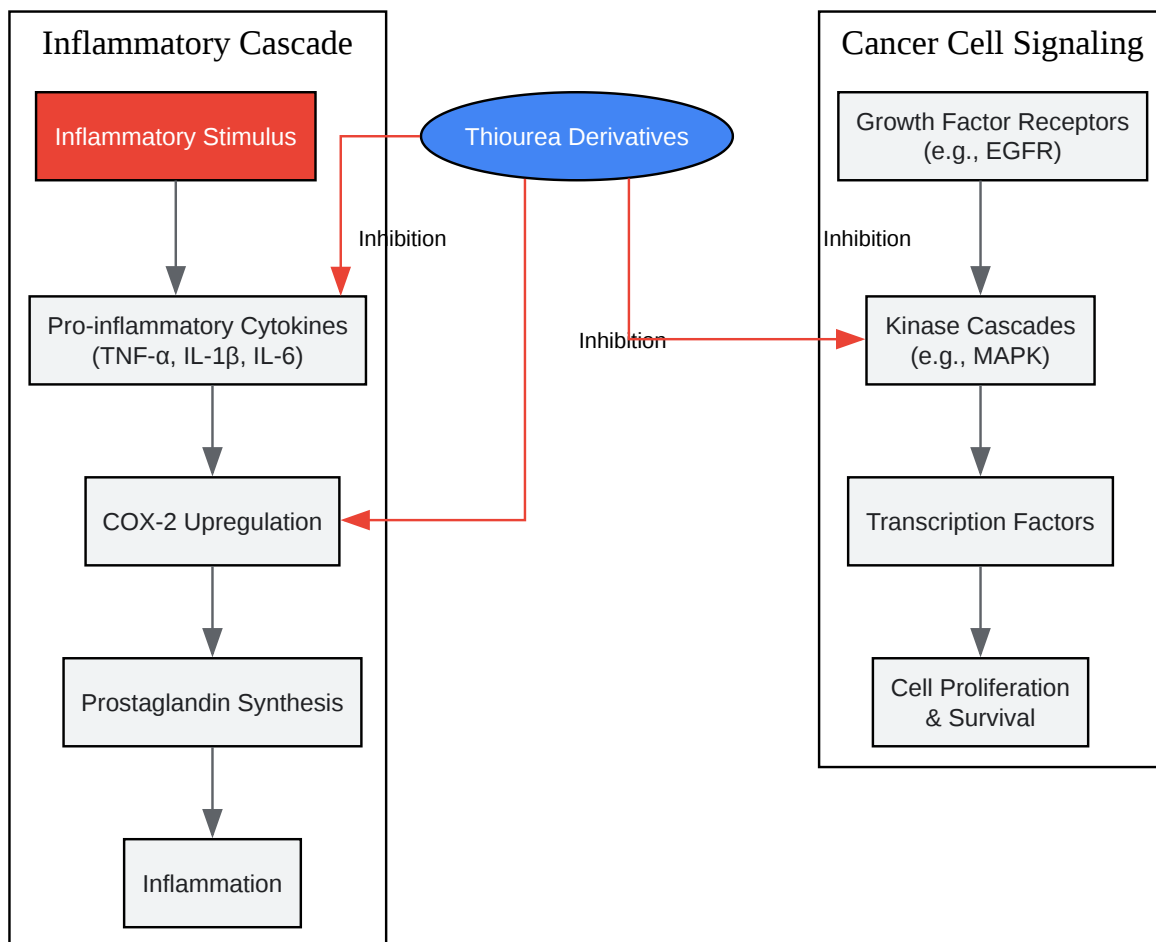 Inflammatory Cascade
Inflammatory Stimulus
Pro-inflammatory Cytokines
(TNF-α, IL-1β, IL-6)
COX-2 Upregulation
Prostaglandin Synthesis
Inflammation
Thiourea Derivatives
Inhibition
Inhibition
Inhibition
Cancer Cell Signaling
Growth Factor Receptors
(e.g., EGFR)
Kinase Cascades
(e.g., MAPK)
Transcription Factors
Cell Proliferation
& Survival